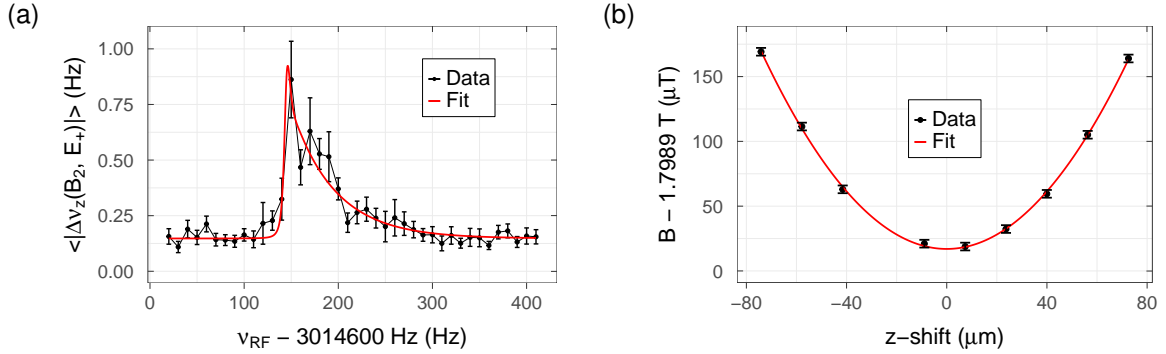 (a)
<|Δν_z(B_2, E_+)|> (Hz)
1.00
0.75
0.50
0.25
0.00
Data
Fit
0 100 200 300 400
ν_RF − 3014600 Hz (Hz)
(b)
B − 1.7989 T (μT)
150
100
50
0
Data
Fit
−80 −40 0 40 80
z−shift (μm)